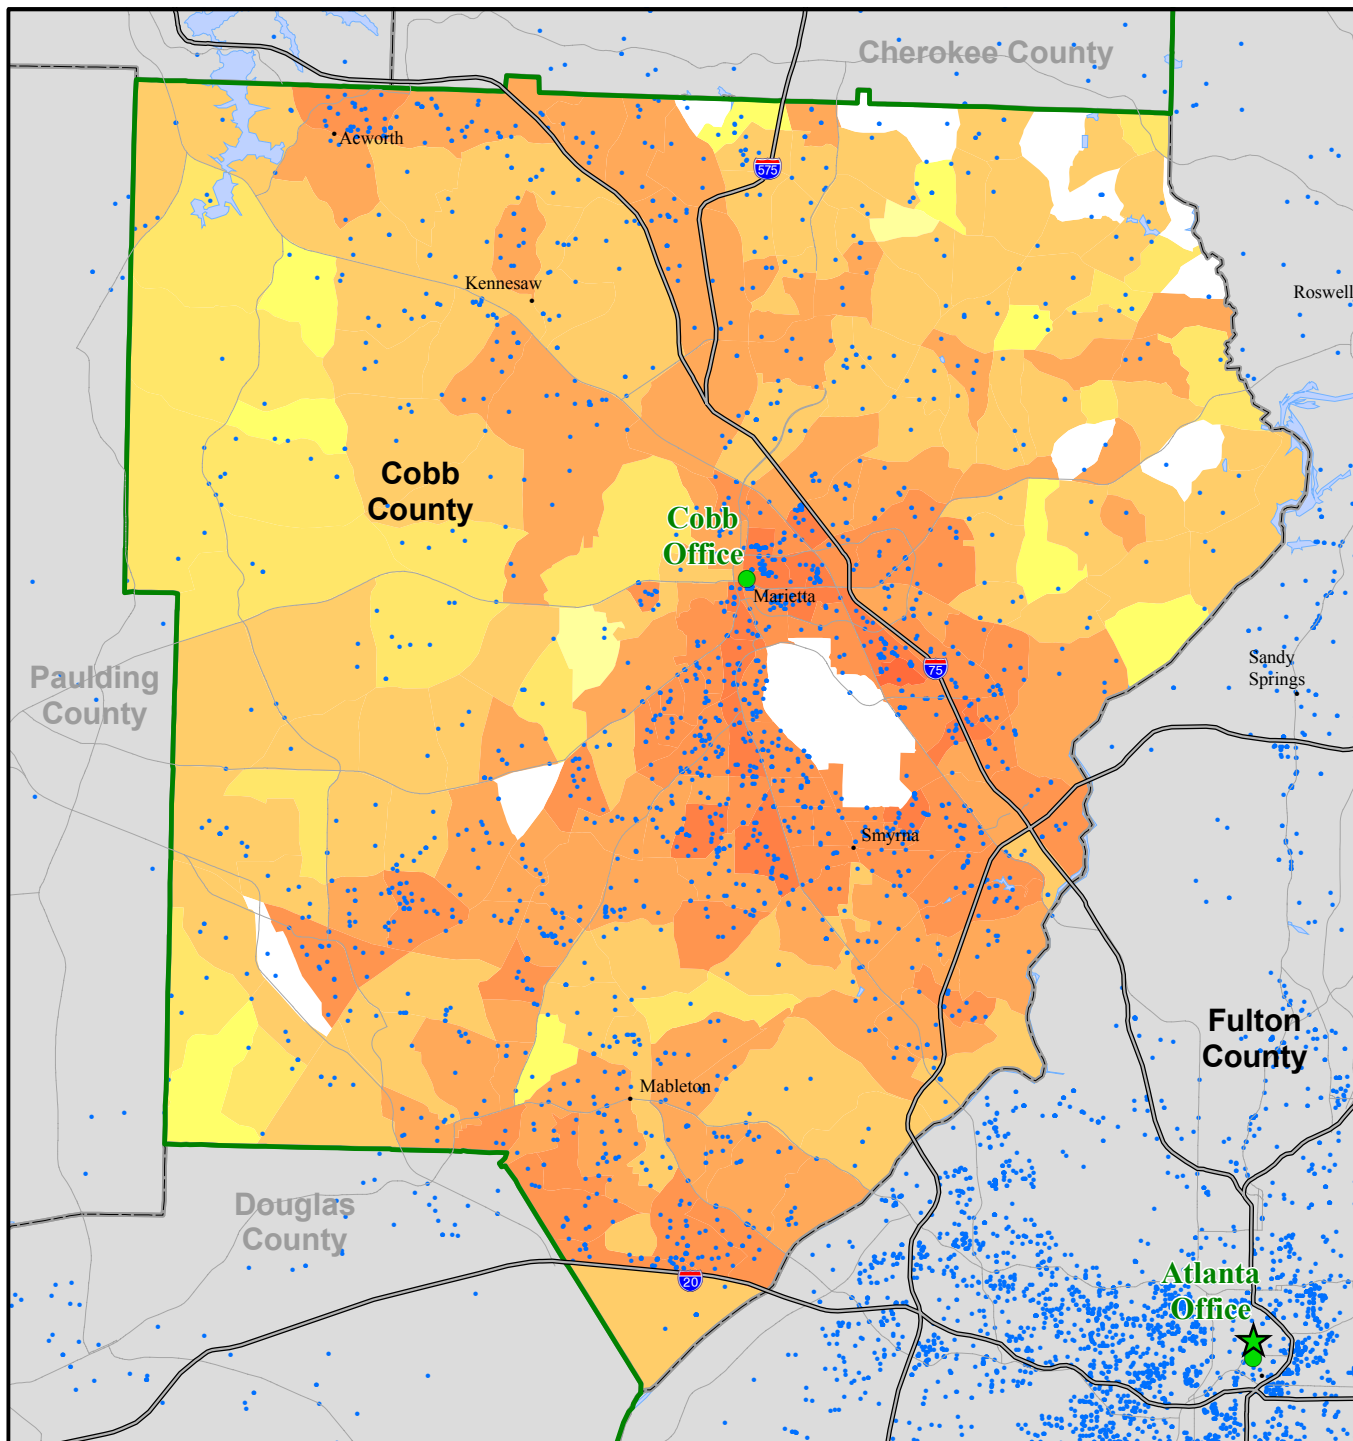 Cherokee County
Acworth
575
Kennesaw
Roswell
Cobb
County
Cobb
Office
Marietta
Paulding
County
75
Sandy
Springs
Smyrna
Fulton
County
Mableton
Douglas
County
20
Atlanta
Office